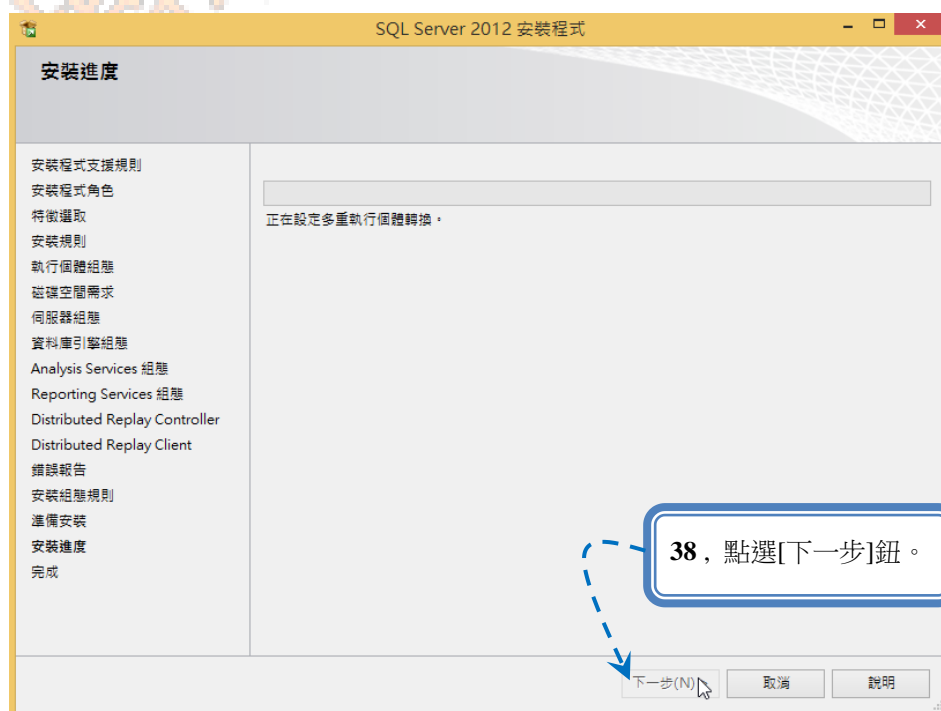 SQL Server 2012 安裝程式
安裝進度
安裝程式支援規則
安裝程式角色
特徵選取
安裝規則
執行個體組態
磁碟空間需求
伺服器組態
資料庫引擎組態
Analysis Services 組態
Reporting Services 組態
Distributed Replay Controller
Distributed Replay Client
錯誤報告
安裝組態規則
準備安裝
安裝進度
完成
正在設定多重執行個體轉換。
38 , 點選[下一步]鈕。
下一步(N) >
取消
說明